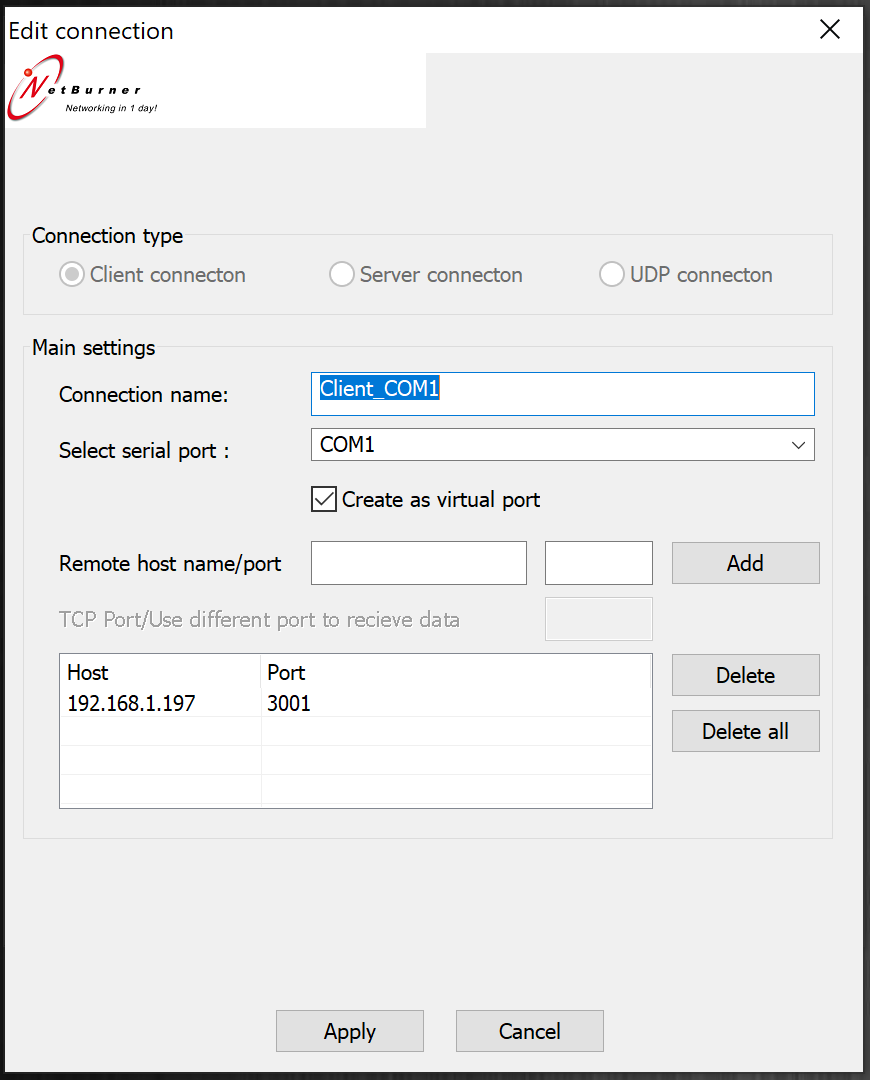 Edit connection
NetBurner
Networking in 1 day!
Connection type
Client connecton
Server connecton
UDP connecton
Main settings
Connection name:
Client_COM1
Select serial port :
COM1
Create as virtual port
Remote host name/port
Add
TCP Port/Use different port to recieve data
Host Port
192.168.1.197 3001
Delete
Delete all
Apply
Cancel